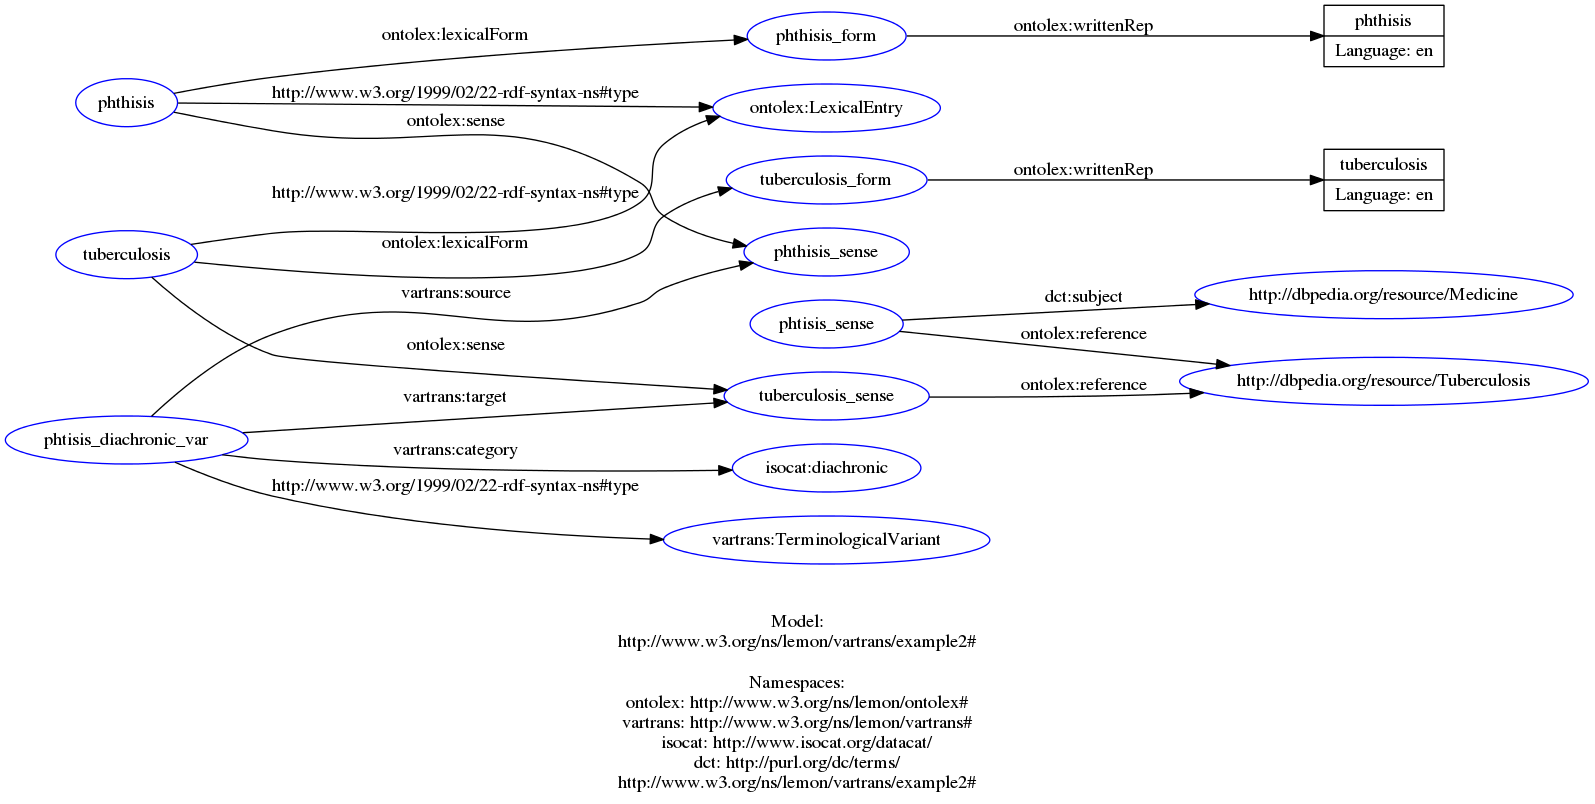 ontolex:lexicalForm
phthisis_form
ontolex:writtenRep
phthisis
Language: en
phthisis
http://www.w3.org/1999/02/22-rdf-syntax-ns#type
ontolex:LexicalEntry
ontolex:sense
tuberculosis_form
ontolex:writtenRep
tuberculosis
Language: en
http://www.w3.org/1999/02/22-rdf-syntax-ns#type
tuberculosis
ontolex:lexicalForm
phthisis_sense
vartrans:source
phtisis_sense
dct:subject
http://dbpedia.org/resource/Medicine
ontolex:reference
ontolex:sense
tuberculosis_sense
ontolex:reference
http://dbpedia.org/resource/Tuberculosis
vartrans:target
phtisis_diachronic_var
vartrans:category
isocat:diachronic
http://www.w3.org/1999/02/22-rdf-syntax-ns#type
vartrans:TerminologicalVariant
Model:
http://www.w3.org/ns/lemon/vartrans/example2#
Namespaces:
ontolex: http://www.w3.org/ns/lemon/ontolex#
vartrans: http://www.w3.org/ns/lemon/vartrans#
isocat: http://www.isocat.org/datacat/
dct: http://purl.org/dc/terms/
http://www.w3.org/ns/lemon/vartrans/example2#